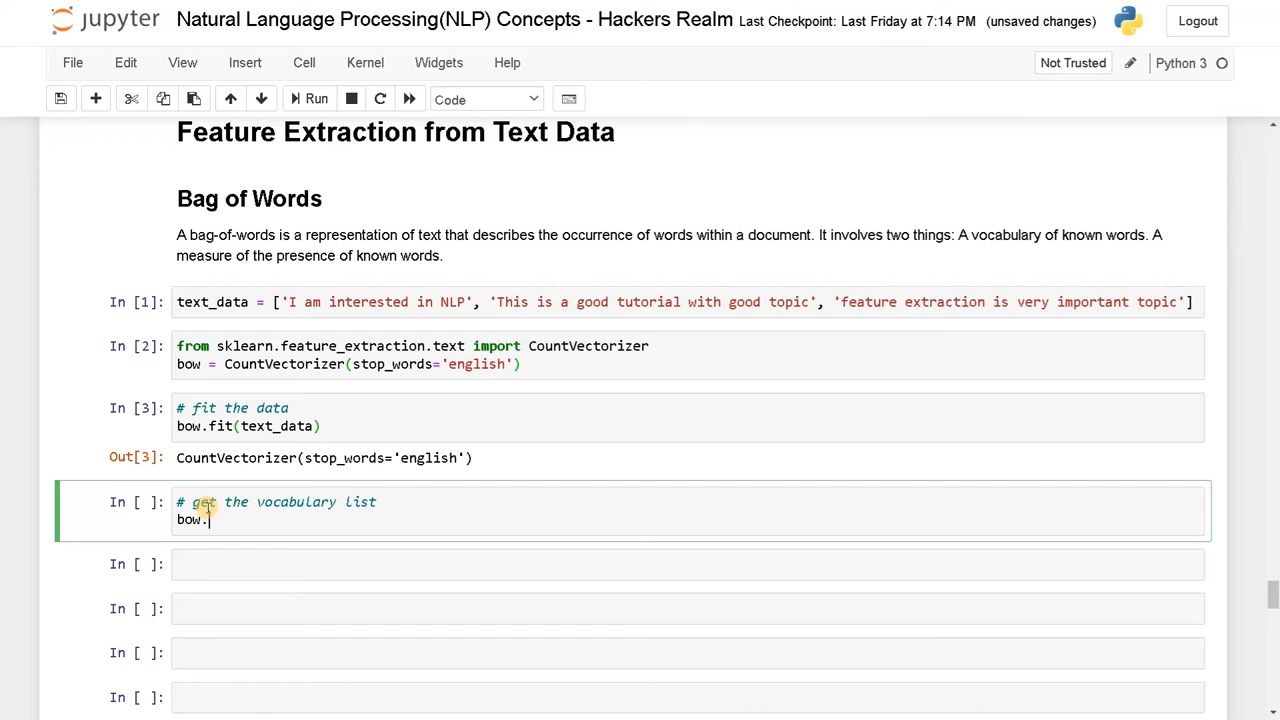 jupyter Natural Language Processing(NLP) Concepts - Hackers Realm Last Checkpoint: Last Friday at 7:14 PM (unsaved changes) Logout
File Edit View Insert Cell Kernel Widgets Help Not Trusted Python 3
Run Code
Feature Extraction from Text Data
Bag of Words
A bag-of-words is a representation of text that describes the occurrence of words within a document. It involves two things: A vocabulary of known words. A
measure of the presence of known words.
In [1]: text_data = ['I am interested in NLP', 'This is a good tutorial with good topic', 'feature extraction is very important topic']
In [2]: from sklearn.feature_extraction.text import CountVectorizer
bow = CountVectorizer(stop_words='english')
In [3]: # fit the data
bow.fit(text_data)
Out[3]: CountVectorizer(stop_words='english')
In [ ]: # get the vocabulary list
bow.
In [ ]:
In [ ]:
In [ ]:
In [ ]: